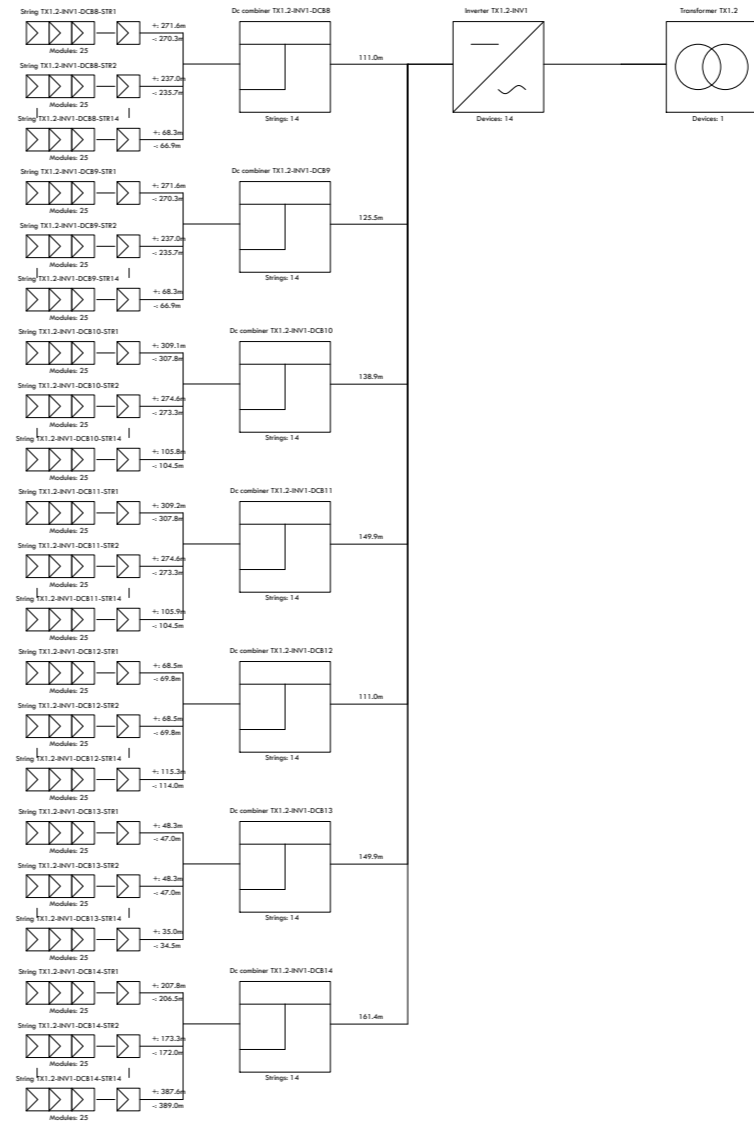 String TX1.2-INV1-DCB8-STR1
Dc combiner TX1.2-INV1-DCB8
Inverter TX1.2-INV1
Transformer TX1.2
+: 271.6m
-: 270.3m
Modules: 25
111.0m
String TX1.2-INV1-DCB8-STR2
+: 237.0m
-: 235.7m
Modules: 25
String TX1.2-INV1-DCB8-STR14
Strings: 14
Devices: 14
Devices: 1
+: 68.3m
-: 66.9m
Modules: 25
String TX1.2-INV1-DCB9-STR1
Dc combiner TX1.2-INV1-DCB9
+: 271.6m
-: 270.3m
Modules: 25
125.5m
String TX1.2-INV1-DCB9-STR2
+: 237.0m
-: 235.7m
Modules: 25
String TX1.2-INV1-DCB9-STR14
Strings: 14
+: 68.3m
-: 66.9m
Modules: 25
String TX1.2-INV1-DCB10-STR1
Dc combiner TX1.2-INV1-DCB10
+: 309.1m
-: 307.8m
Modules: 25
138.9m
String TX1.2-INV1-DCB10-STR2
+: 274.6m
-: 273.3m
Modules: 25
String TX1.2-INV1-DCB10-STR14
Strings: 14
+: 105.8m
-: 104.5m
Modules: 25
String TX1.2-INV1-DCB11-STR1
Dc combiner TX1.2-INV1-DCB11
+: 309.2m
-: 307.8m
Modules: 25
149.9m
String TX1.2-INV1-DCB11-STR2
+: 274.6m
-: 273.3m
Modules: 25
String TX1.2-INV1-DCB11-STR14
Strings: 14
+: 105.9m
-: 104.5m
Modules: 25
String TX1.2-INV1-DCB12-STR1
Dc combiner TX1.2-INV1-DCB12
+: 68.5m
-: 69.8m
Modules: 25
111.0m
String TX1.2-INV1-DCB12-STR2
+: 68.5m
-: 69.8m
Modules: 25
String TX1.2-INV1-DCB12-STR14
Strings: 14
+: 115.3m
-: 114.0m
Modules: 25
String TX1.2-INV1-DCB13-STR1
Dc combiner TX1.2-INV1-DCB13
+: 48.3m
-: 47.0m
Modules: 25
149.9m
String TX1.2-INV1-DCB13-STR2
+: 48.3m
-: 47.0m
Modules: 25
String TX1.2-INV1-DCB13-STR14
Strings: 14
+: 35.0m
-: 34.5m
Modules: 25
String TX1.2-INV1-DCB14-STR1
Dc combiner TX1.2-INV1-DCB14
+: 207.8m
-: 206.5m
Modules: 25
161.4m
String TX1.2-INV1-DCB14-STR2
+: 173.3m
-: 172.0m
Modules: 25
String TX1.2-INV1-DCB14-STR14
Strings: 14
+: 387.6m
-: 389.0m
Modules: 25